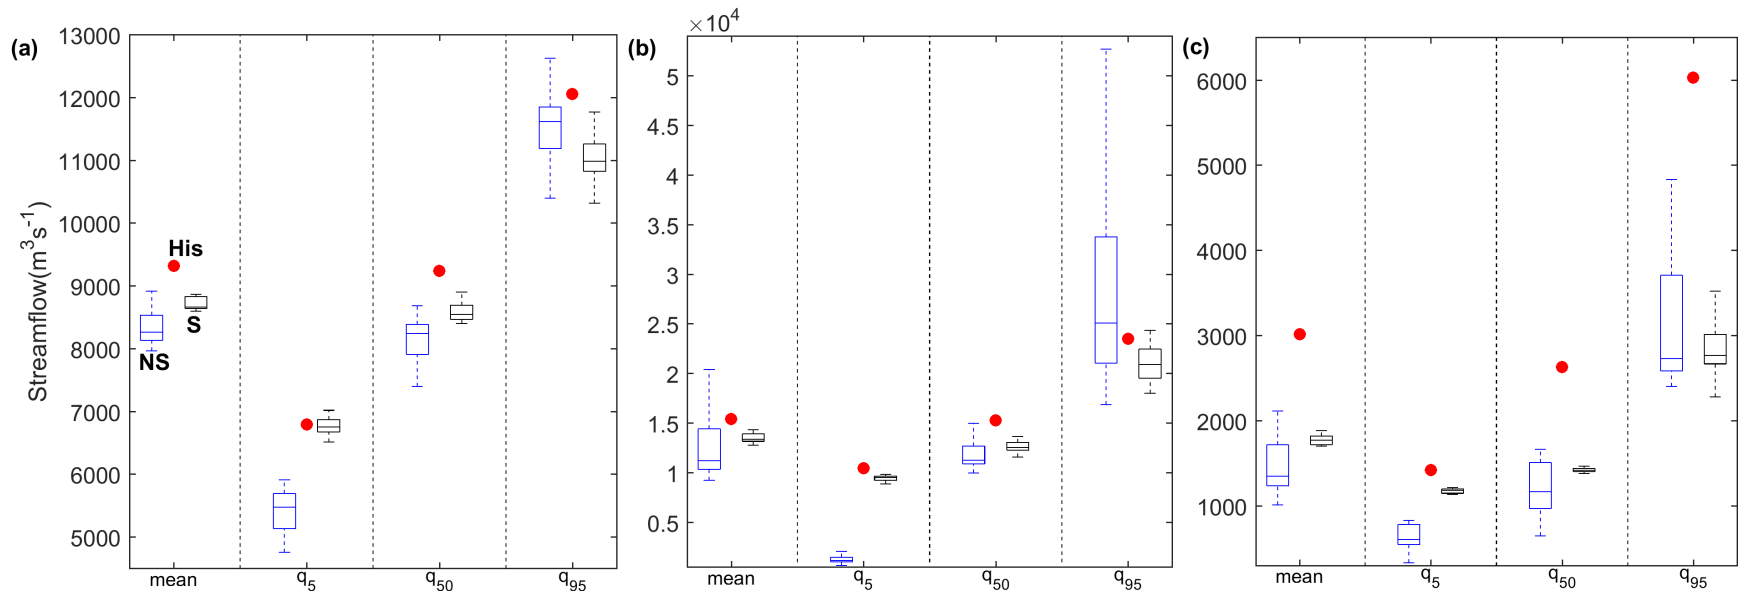 (a)
Streamflow(m³s⁻¹)
13000
12000
11000
10000
9000
8000
7000
6000
5000
His
S
NS
mean q₅ q₅₀ q₉₅
(b)
×10⁴
5
4.5
4
3.5
3
2.5
2
1.5
1
0.5
mean q₅ q₅₀ q₉₅
(c)
6000
5000
4000
3000
2000
1000
mean q₅ q₅₀ q₉₅